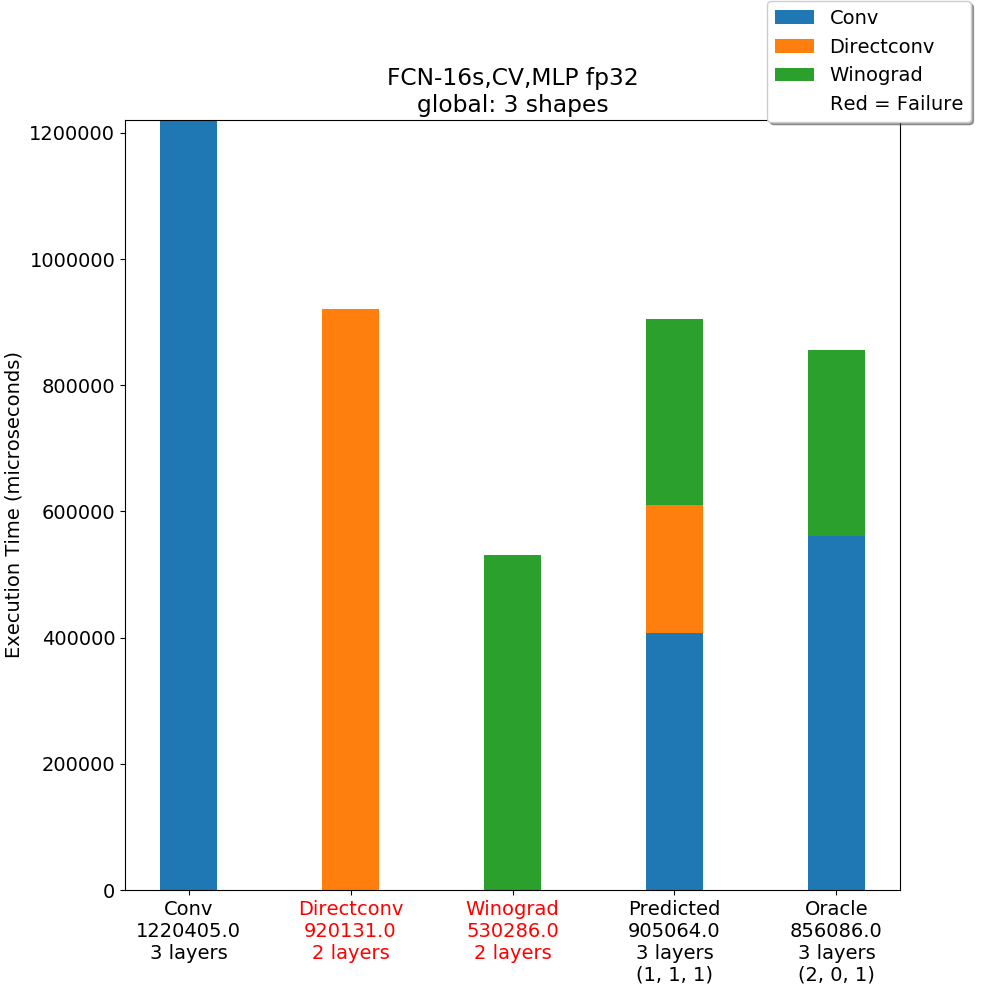 Conv
Directconv
Winograd
Red = Failure
FCN-16s,CV,MLP fp32
global: 3 shapes
Execution Time (microseconds)
1200000
1000000
800000
600000
400000
200000
0
Conv
1220405.0
3 layers
Directconv
920131.0
2 layers
Winograd
530286.0
2 layers
Predicted
905064.0
3 layers
(1, 1, 1)
Oracle
856086.0
3 layers
(2, 0, 1)